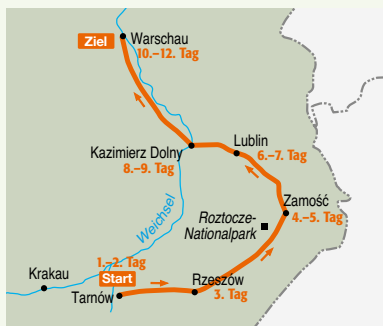 Ziel
Warschau
10.–12. Tag
Lublin
Kazimierz Dolny
6.–7. Tag
8.–9. Tag
Zamość
4.–5. Tag
Roztocze-
Nationalpark
Weichsel
1.–2. Tag
Start
Krakau
Tarnów
Rzeszów
3. Tag